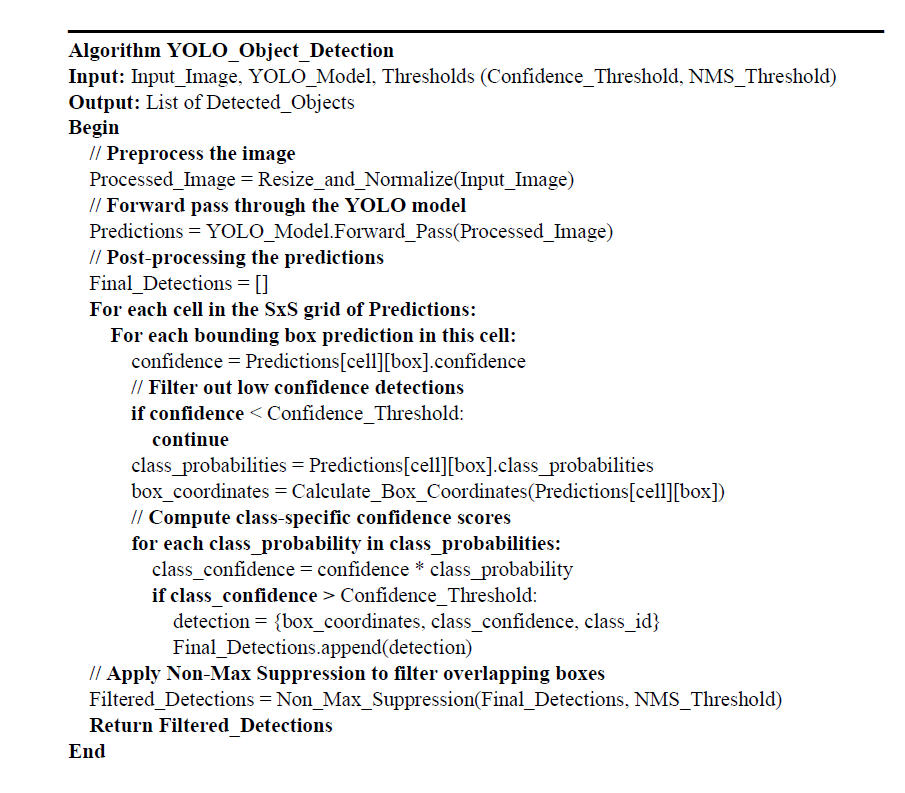 Algorithm YOLO_Object_Detection
Input: Input_Image, YOLO_Model, Thresholds (Confidence_Threshold, NMS_Threshold)
Output: List of Detected_Objects
Begin
// Preprocess the image
Processed_Image = Resize_and_Normalize(Input_Image)
// Forward pass through the YOLO model
Predictions = YOLO_Model.Forward_Pass(Processed_Image)
// Post-processing the predictions
Final_Detections = []
For each cell in the SxS grid of Predictions:
For each bounding box prediction in this cell:
confidence = Predictions[cell][box].confidence
// Filter out low confidence detections
if confidence < Confidence_Threshold:
continue
class_probabilities = Predictions[cell][box].class_probabilities
box_coordinates = Calculate_Box_Coordinates(Predictions[cell][box])
// Compute class-specific confidence scores
for each class_probability in class_probabilities:
class_confidence = confidence * class_probability
if class_confidence > Confidence_Threshold:
detection = {box_coordinates, class_confidence, class_id}
Final_Detections.append(detection)
// Apply Non-Max Suppression to filter overlapping boxes
Filtered_Detections = Non_Max_Suppression(Final_Detections, NMS_Threshold)
Return Filtered_Detections
End